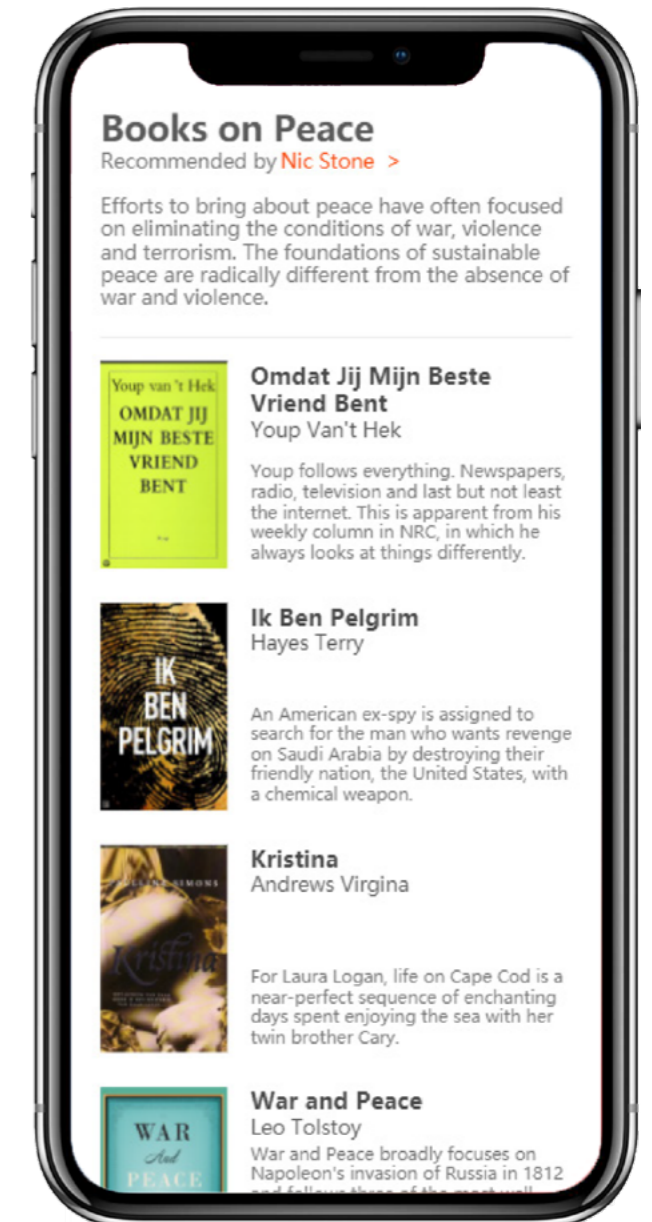 Books on Peace
Recommended by Nic Stone >
Efforts to bring about peace have often focused
on eliminating the conditions of war, violence
and terrorism. The foundations of sustainable
peace are radically different from the absence of
war and violence.
Youp van 't Hek
OMDAT JIJ
MIJN BESTE
VRIEND
BENT
Omdat Jij Mijn Beste
Vriend Bent
Youp Van't Hek
Youp follows everything. Newspapers,
radio, television and last but not least
the internet. This is apparent from his
weekly column in NRC, in which he
always looks at things differently.
IK
BEN
PELGRIM
Ik Ben Pelgrim
Hayes Terry
An American ex-spy is assigned to
search for the man who wants revenge
on Saudi Arabia by destroying their
friendly nation, the United States, with
a chemical weapon.
SIMONS
Kristina
Kristina
Andrews Virgina
For Laura Logan, life on Cape Cod is a
near-perfect sequence of enchanting
days spent enjoying the sea with her
twin brother Cary.
WAR
And
PEACE
War and Peace
Leo Tolstoy
War and Peace broadly focuses on
Napoleon's invasion of Russia in 1812
and follows three of the most well